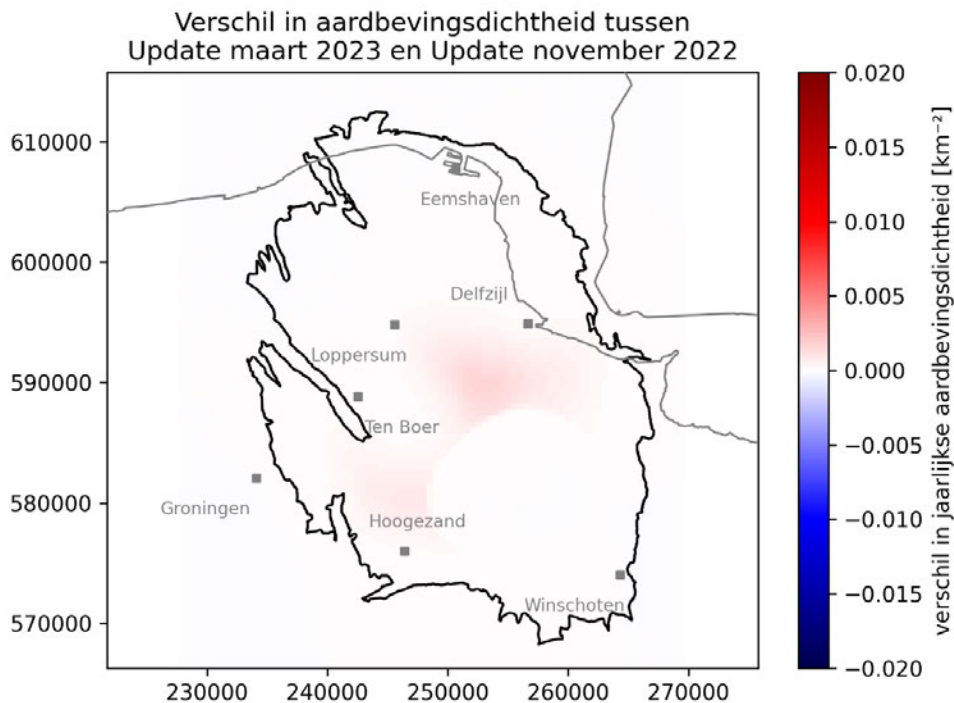 Verschil in aardbevingsdichtheid tussen
Update maart 2023 en Update november 2022
610000
600000
590000
580000
570000
230000
240000
250000
260000
270000
Eemshaven
Delfzijl
Loppersum
Ten Boer
Groningen
Hoogezand
Winschoten
0.020
0.015
0.010
0.005
0.000
−0.005
−0.010
−0.015
−0.020
verschil in jaarlijkse aardbevingsdichtheid [km⁻²]